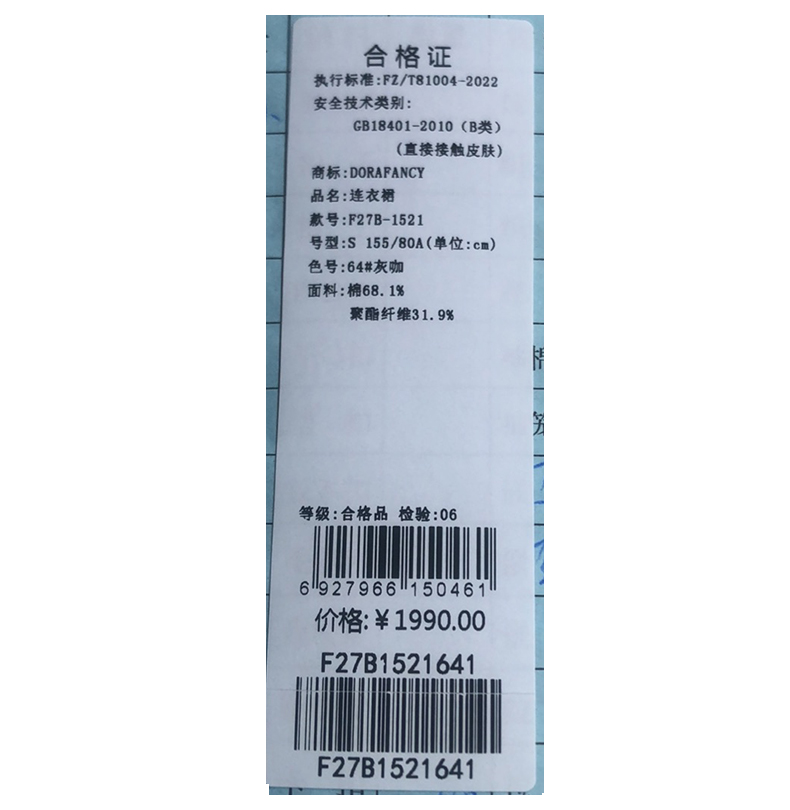 合格证
执行标准:FZ/T81004-2022
安全技术类别:
GB18401-2010（B类）
(直接接触皮肤)
商标:DORAFANCY
品名:连衣裙
款号:F27B-1521
号型:S 155/80A(单位:cm)
色号:64#灰咖
面料:棉68.1%
聚酯纤维31.9%
等级:合格品 检验:06
6 927966 150461
价格:￥1990.00
F27B1521641
F27B1521641